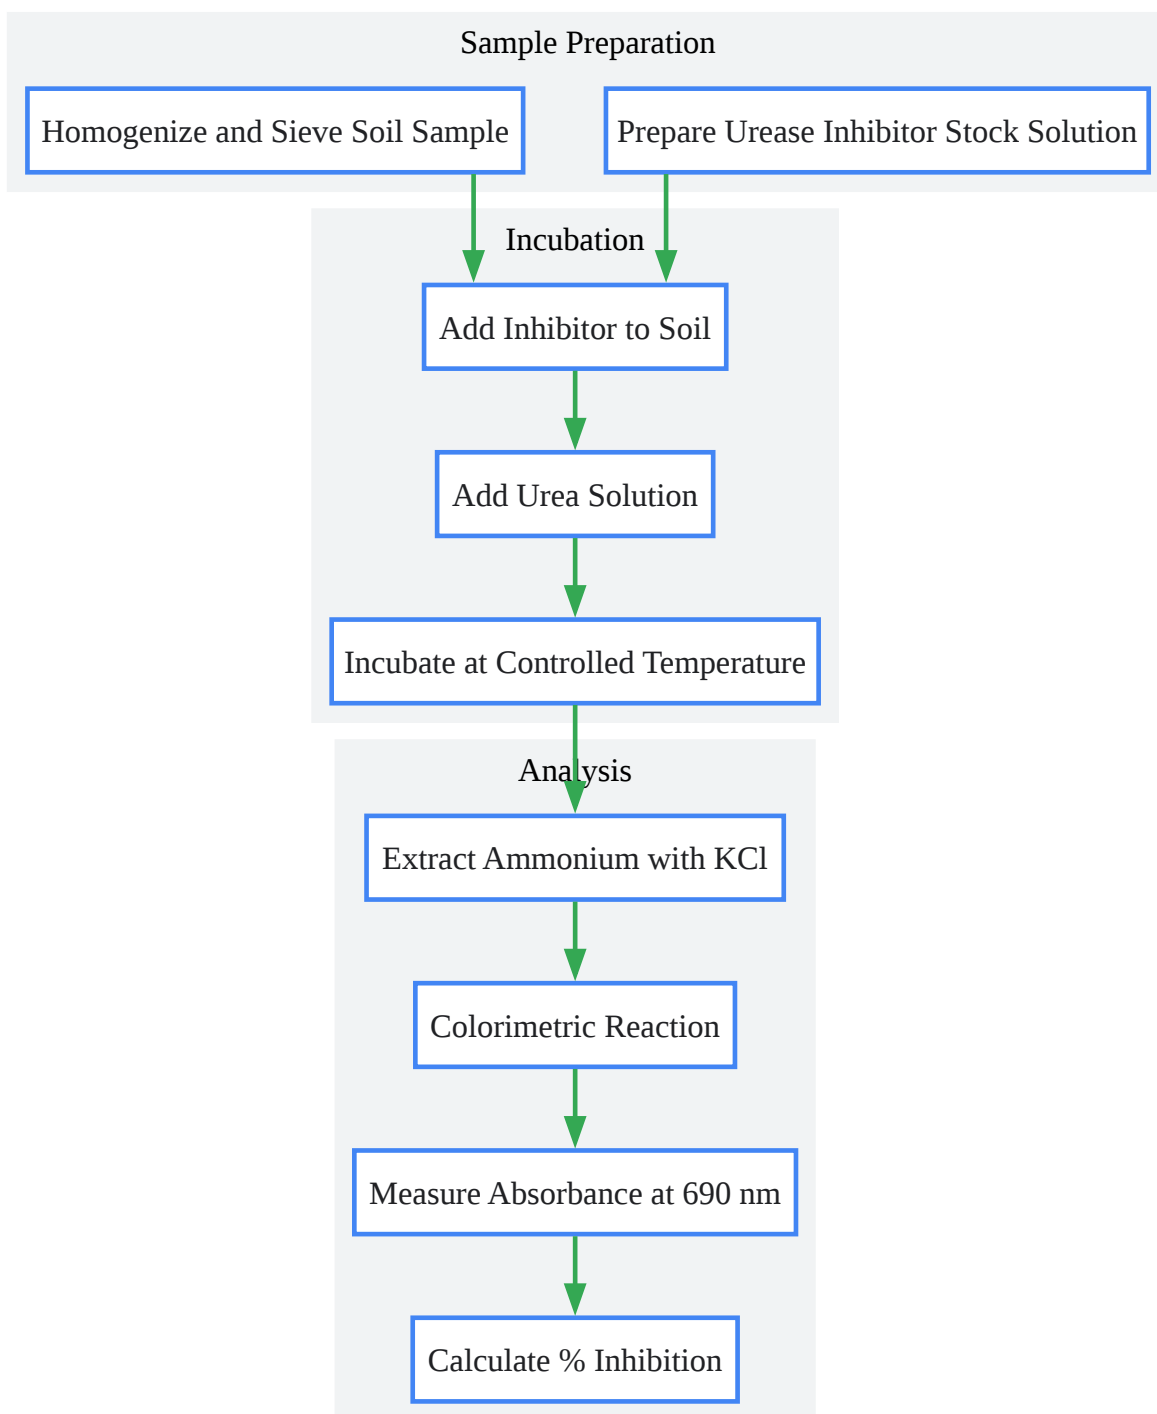 Sample Preparation
Homogenize and Sieve Soil Sample
Prepare Urease Inhibitor Stock Solution
Incubation
Add Inhibitor to Soil
Add Urea Solution
Incubate at Controlled Temperature
Analysis
Extract Ammonium with KCl
Colorimetric Reaction
Measure Absorbance at 690 nm
Calculate % Inhibition